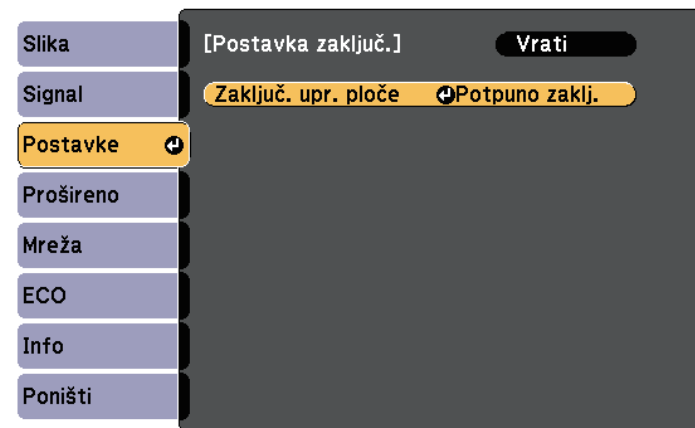 Slika
Signal
Postavke
Prošireno
Mreža
ECO
Info
Poništi
[Postavka zaključ.] Vrati
Zaključ. upr. ploče Potpuno zaklj.